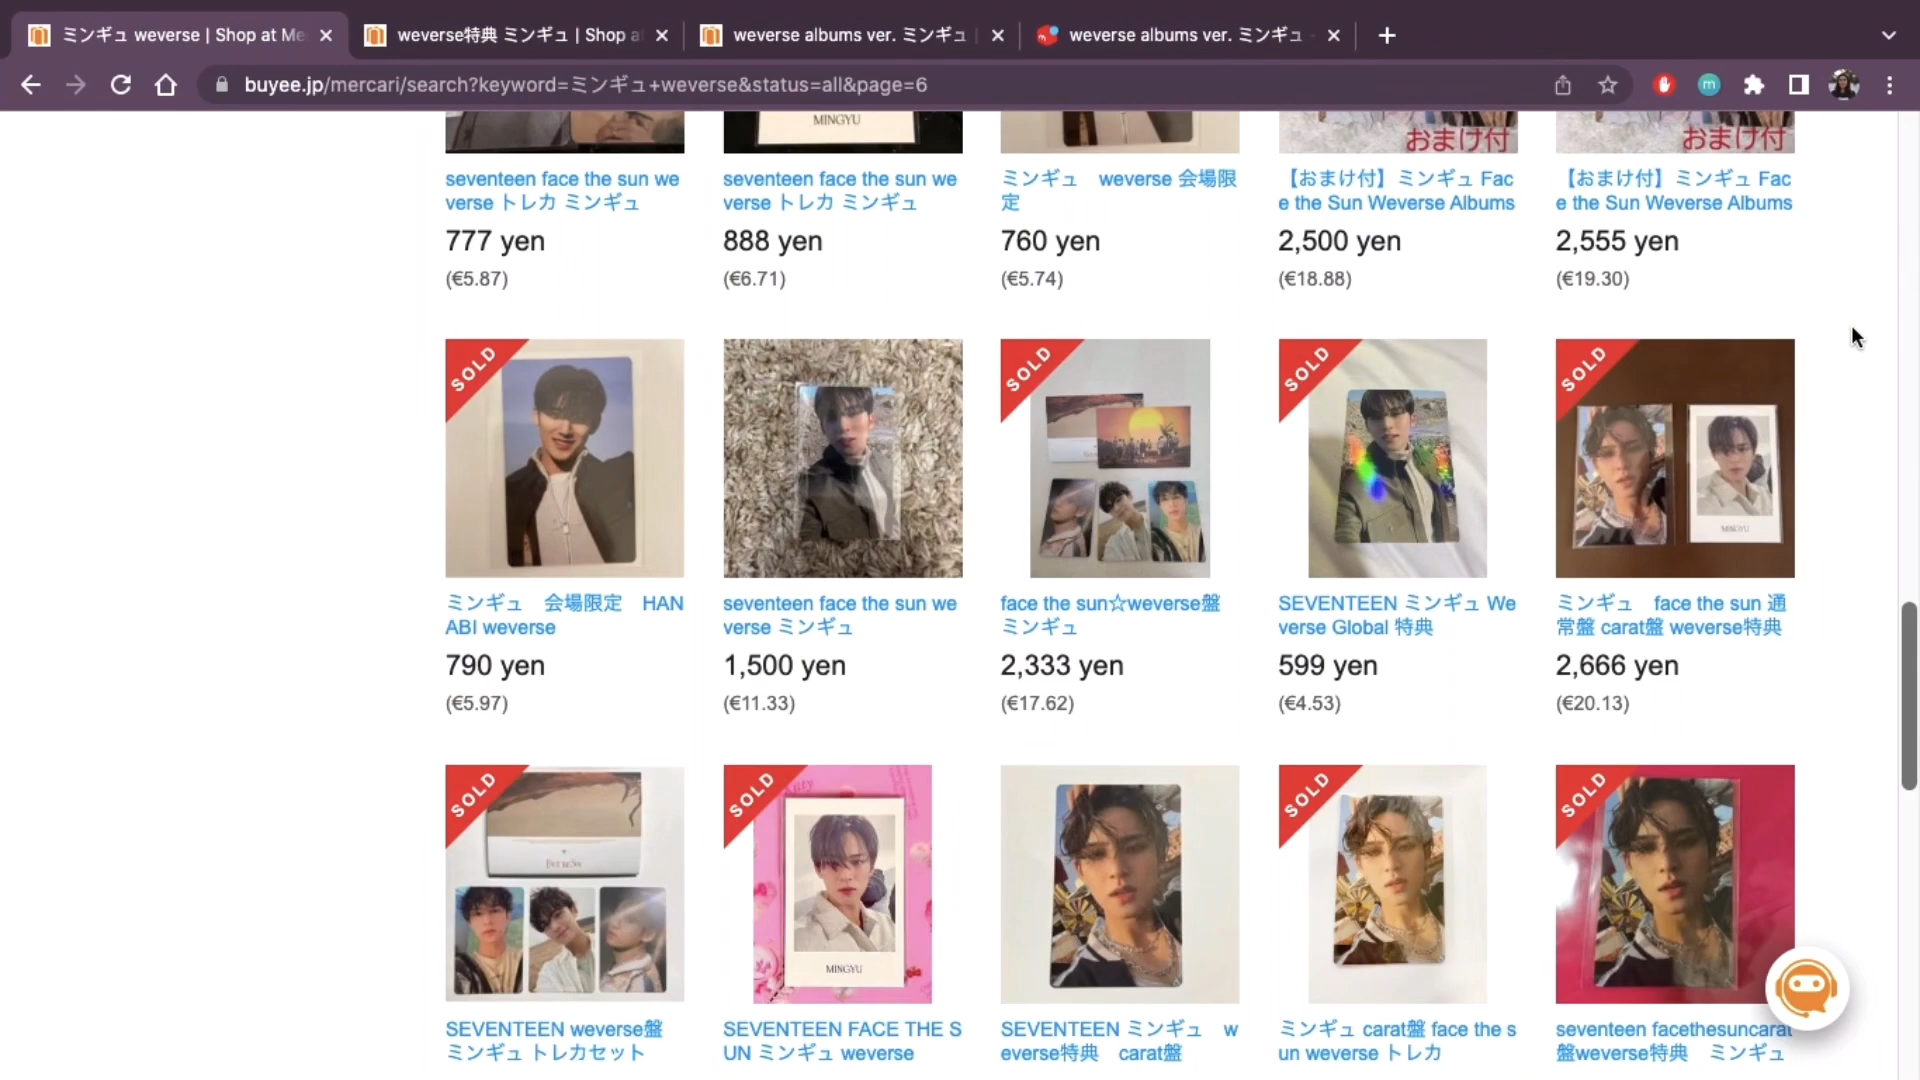 ミンギュ weverse | Shop at Me
weverse特典 ミンギュ | Shop a
weverse albums ver. ミンギュ |
weverse albums ver. ミンギュ -
buyee.jp/mercari/search?keyword=ミンギュ+weverse&status=all&page=6
m
MINGYU
おまけ付
おまけ付
seventeen face the sun we
verse トレカ ミンギュ
777 yen
(€5.87)
seventeen face the sun we
verse トレカ ミンギュ
888 yen
(€6.71)
ミンギュ　weverse 会場限
定
760 yen
(€5.74)
【おまけ付】ミンギュ Fac
e the Sun Weverse Albums
2,500 yen
(€18.88)
【おまけ付】ミンギュ Fac
e the Sun Weverse Albums
2,555 yen
(€19.30)
SOLD
ミンギュ　会場限定　HAN
ABI weverse
790 yen
(€5.97)
seventeen face the sun we
verse ミンギュ
1,500 yen
(€11.33)
SOLD
face the sun☆weverse盤
ミンギュ
2,333 yen
(€17.62)
SOLD
SEVENTEEN ミンギュ We
verse Global 特典
599 yen
(€4.53)
SOLD
MINGYU
ミンギュ　face the sun 通
常盤 carat盤 weverse特典
2,666 yen
(€20.13)
SOLD
Face the Sun
SEVENTEEN weverse盤
ミンギュ トレカセット
SOLD
MINGYU
SEVENTEEN FACE THE S
UN ミンギュ weverse
SEVENTEEN ミンギュ　w
everse特典　carat盤
SOLD
ミンギュ carat盤 face the s
un weverse トレカ
SOLD
seventeen facethesuncarat
盤weverse特典　ミンギュ